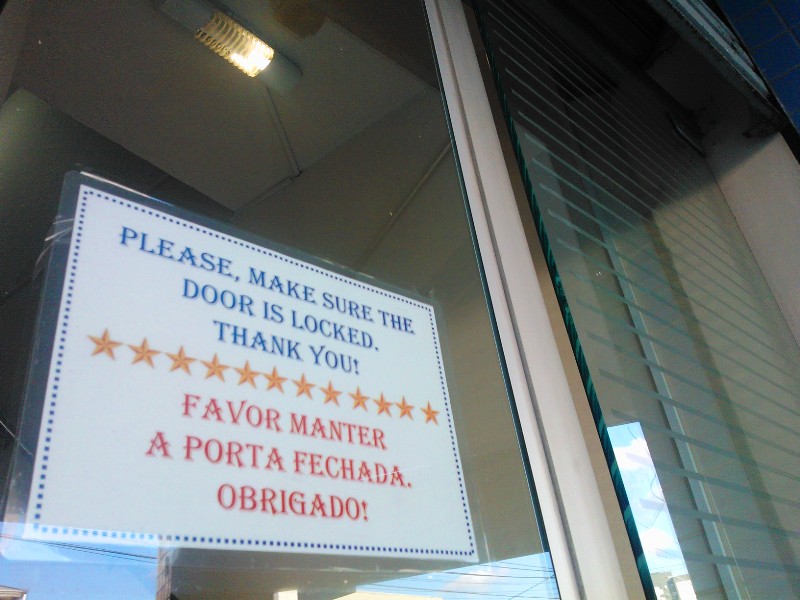 PLEASE, MAKE SURE THE
DOOR IS LOCKED.
THANK YOU!
FAVOR MANTER
A PORTA FECHADA.
OBRIGADO!